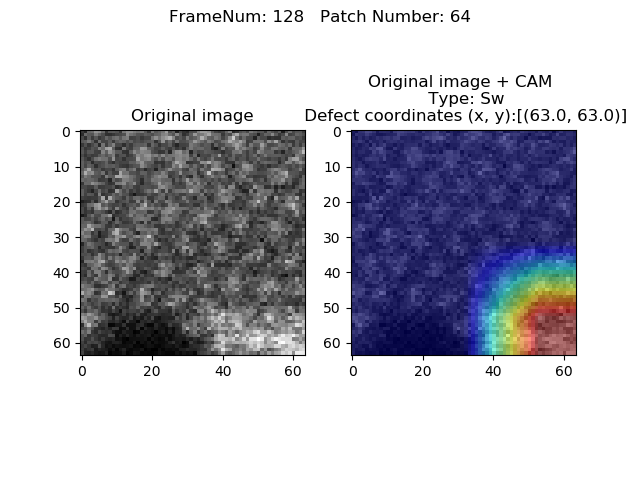 FrameNum: 128   Patch Number: 64
Original image
Original image + CAM
Type: Sw
Defect coordinates (x, y):[(63.0, 63.0)]
0
10
20
30
40
50
60
0 20 40 60
0
10
20
30
40
50
60
0 20 40 60